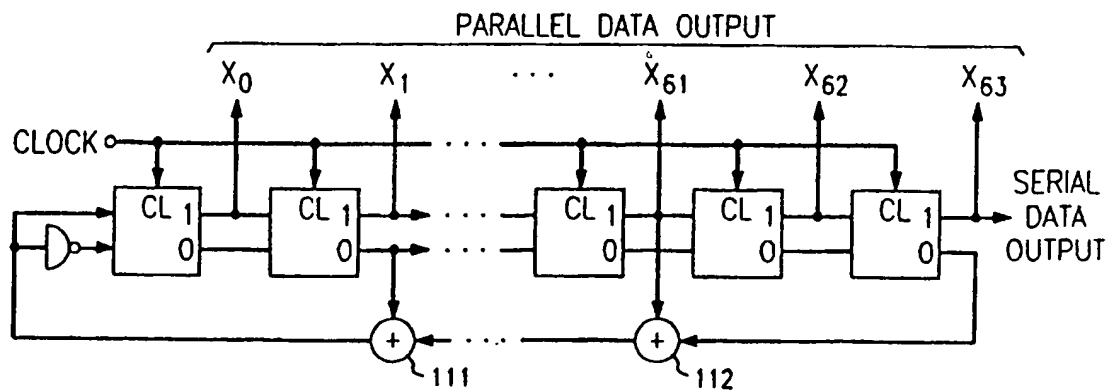 PARALLEL DATA OUTPUT
X0 X1 ... X61 X62 X63
CLOCK
CL 1 CL 1 CL 1 CL 1 CL 1
0 0 0 0 0
SERIAL
DATA
OUTPUT
+ +
111 112